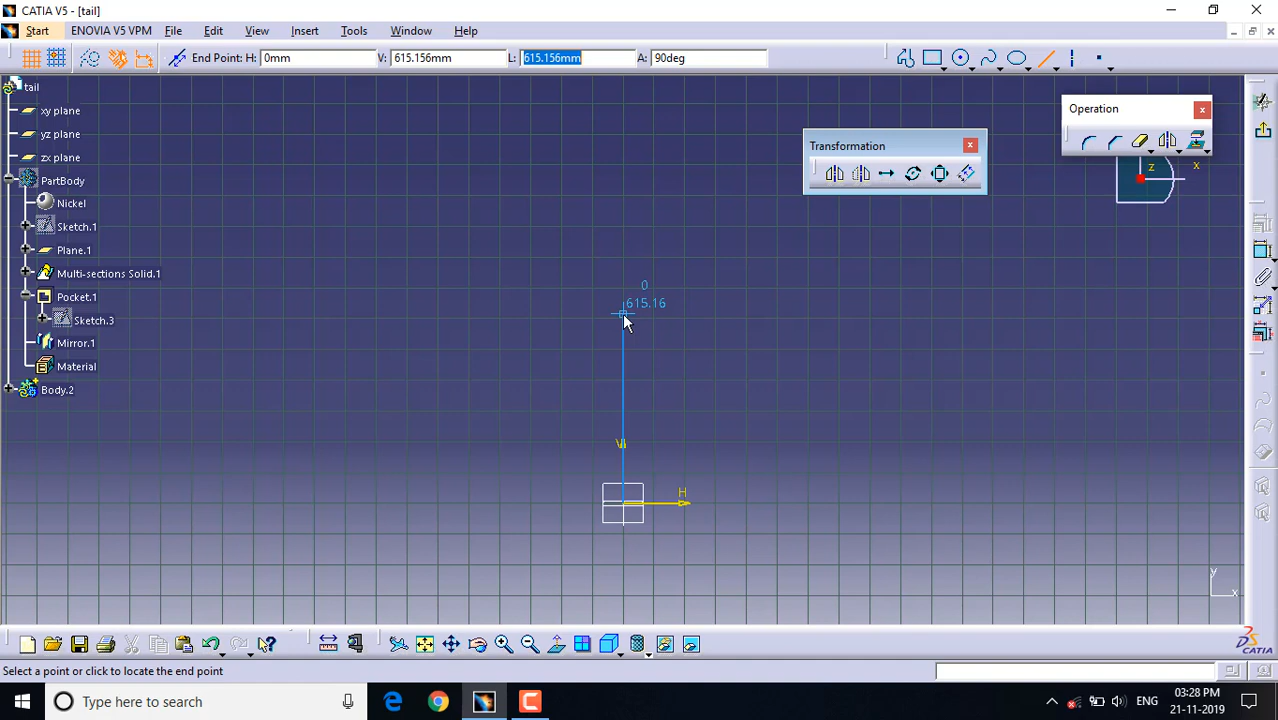 CATIA V5 - [tail]
Start ENOVIA V5 VPM File Edit View Insert Tools Window Help
End Point: H: 0mm V: 615.156mm L: 615.156mm A: 90deg
tail
xy plane
yz plane
zx plane
PartBody
Nickel
Sketch.1
Plane.1
Multi-sections Solid.1
Pocket.1
Sketch.3
Mirror.1
Material
Body.2
Operation
Transformation
z x
0
615.16
V
H
y
x
CATIA
Select a point or click to locate the end point
Type here to search
ENG
03:28 PM
21-11-2019